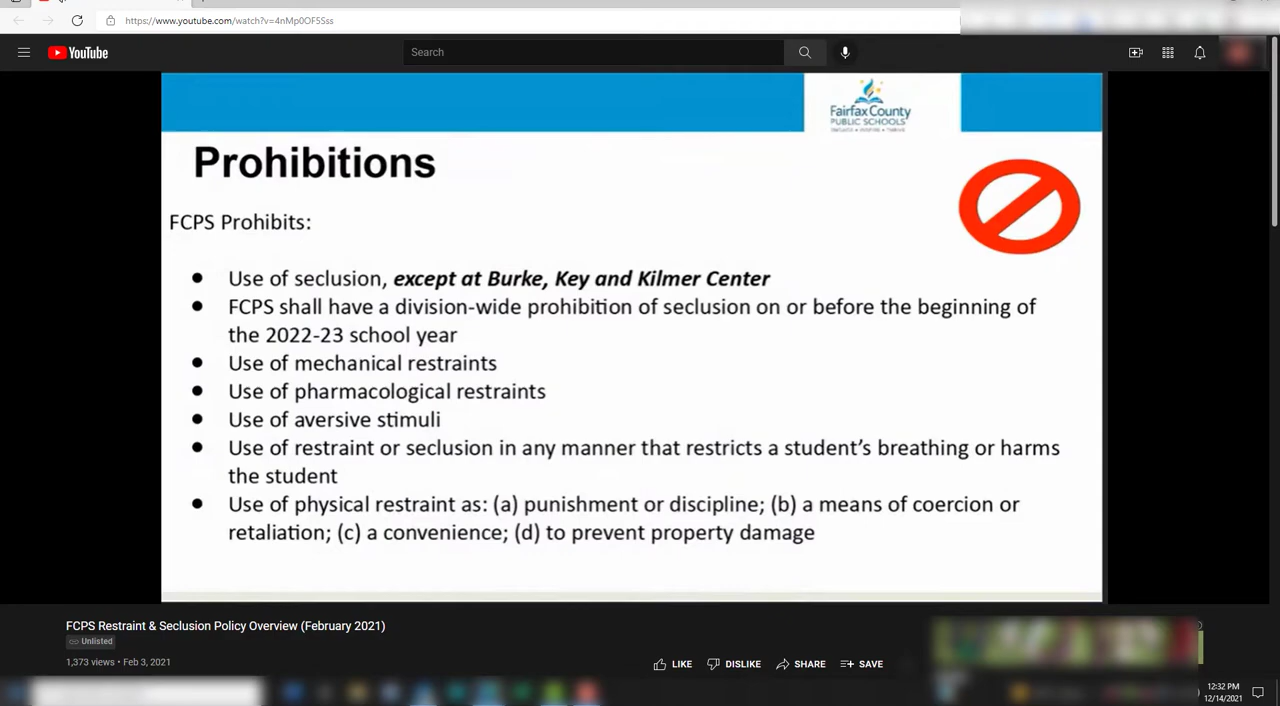 https://www.youtube.com/watch?v=4nMp0OF5Sss
YouTube
Search
Fairfax County
PUBLIC SCHOOLS
Prohibitions
FCPS Prohibits:
● Use of seclusion, except at Burke, Key and Kilmer Center
● FCPS shall have a division-wide prohibition of seclusion on or before the beginning of
the 2022-23 school year
● Use of mechanical restraints
● Use of pharmacological restraints
● Use of aversive stimuli
● Use of restraint or seclusion in any manner that restricts a student's breathing or harms
the student
● Use of physical restraint as: (a) punishment or discipline; (b) a means of coercion or
retaliation; (c) a convenience; (d) to prevent property damage
FCPS Restraint & Seclusion Policy Overview (February 2021)
Unlisted
1,373 views • Feb 3, 2021
LIKE DISLIKE SHARE SAVE
12:32 PM
12/14/2021